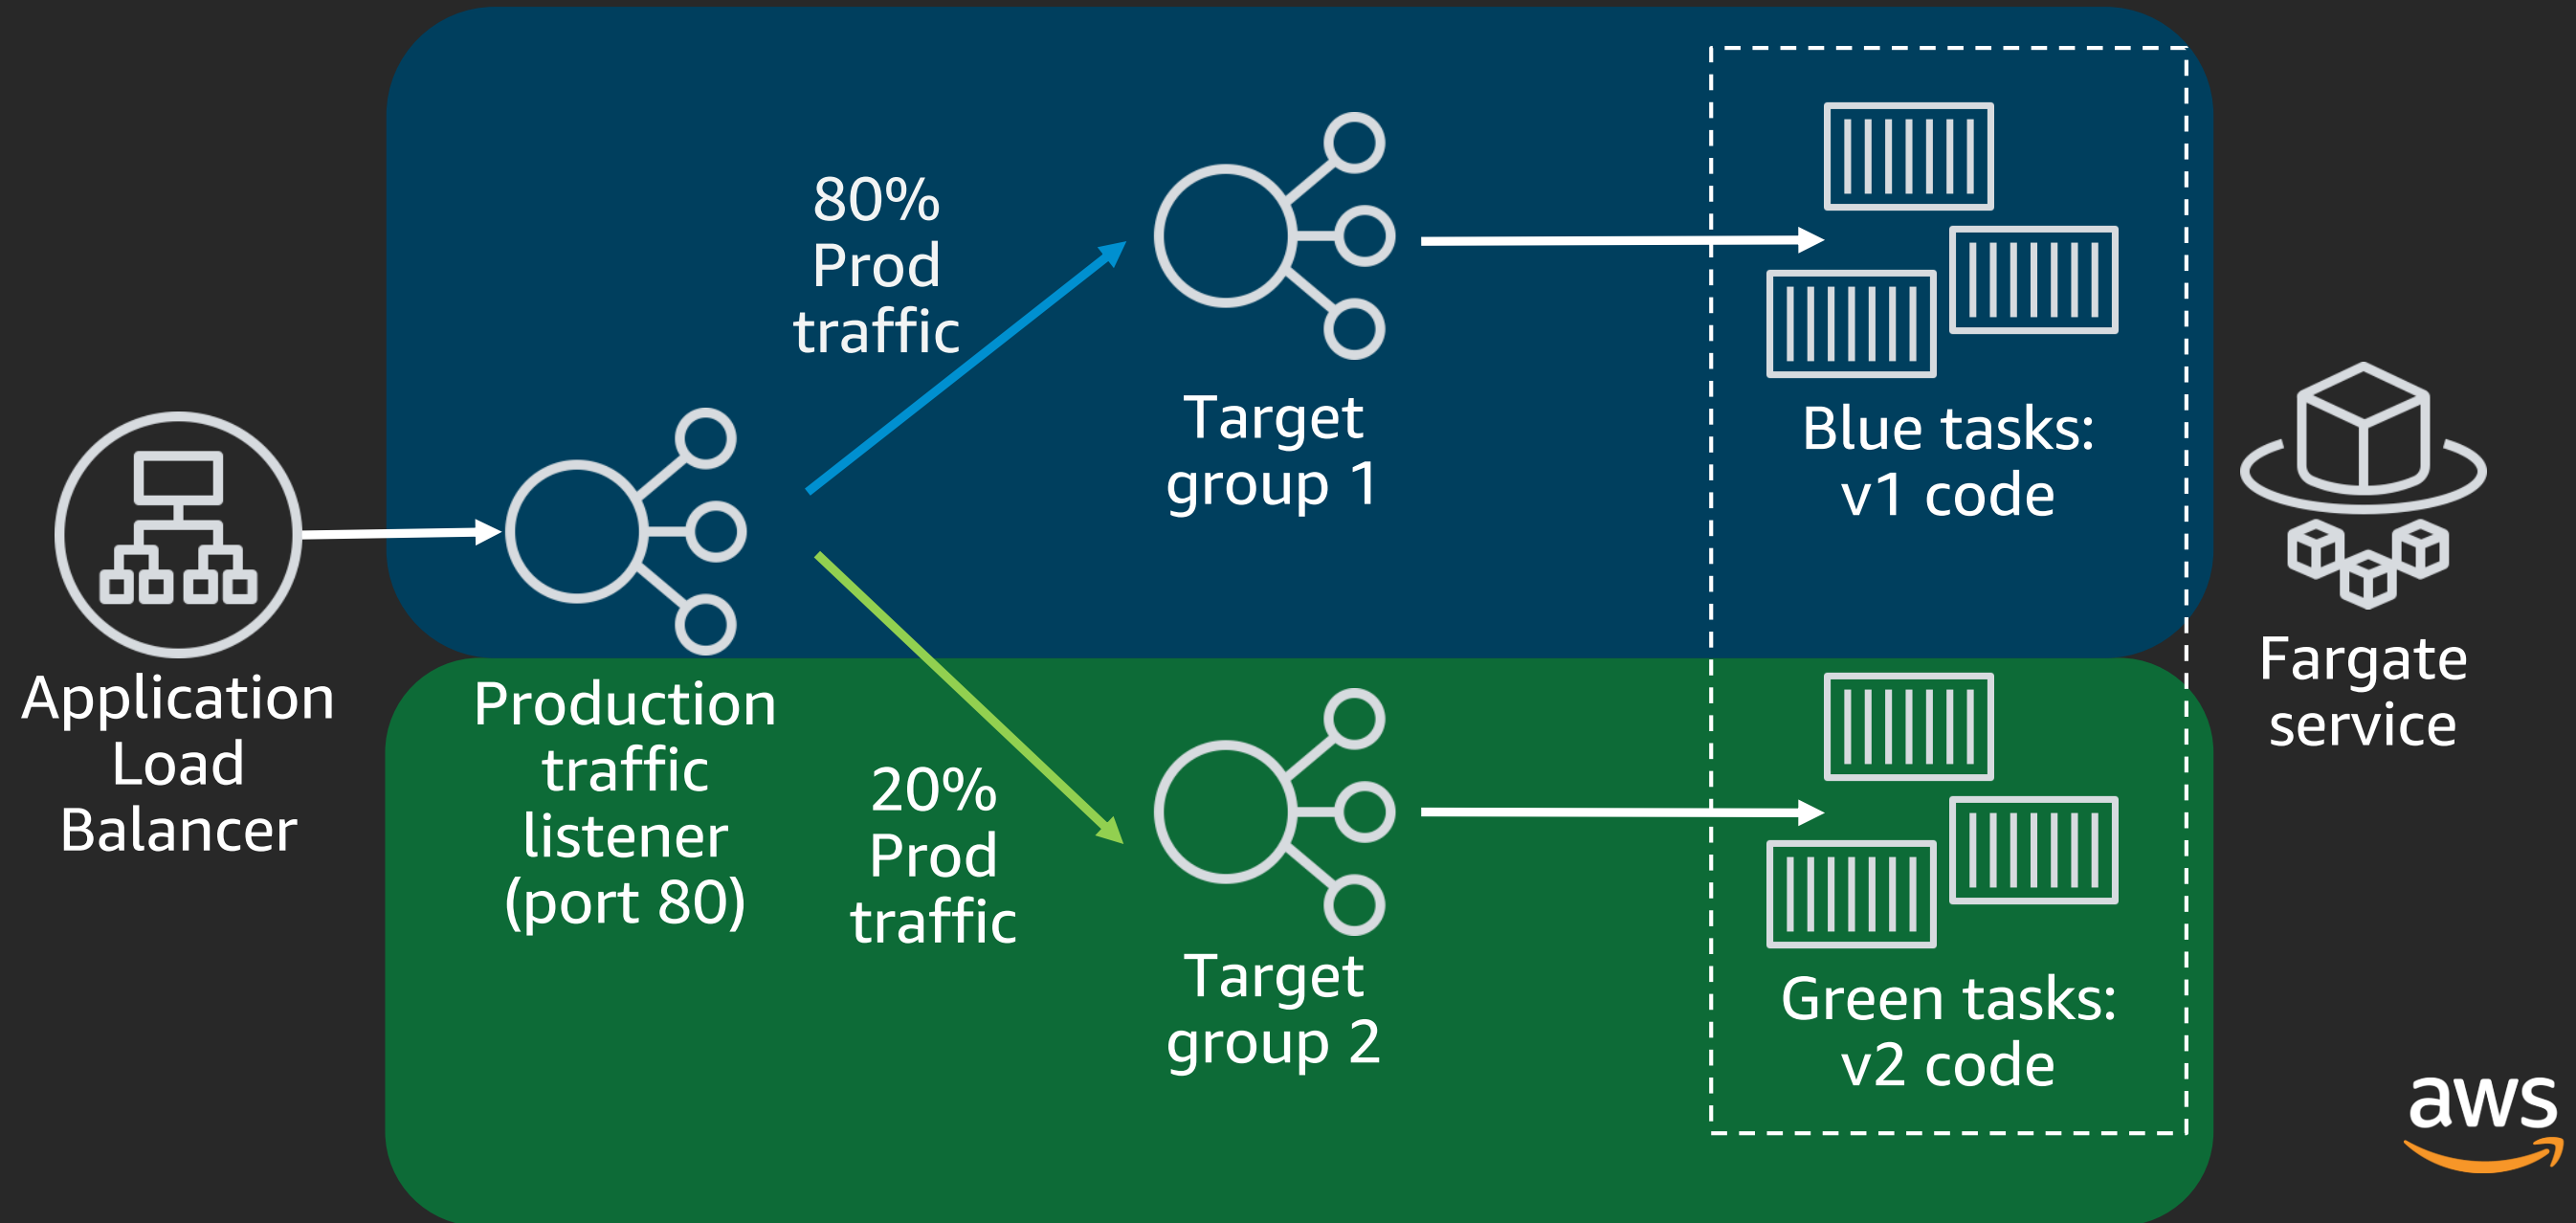 80%
Prod
traffic
Target
group 1
Blue tasks:
v1 code
Application
Load
Balancer
Production
traffic
listener
(port 80)
20%
Prod
traffic
Target
group 2
Green tasks:
v2 code
Fargate
service
aws